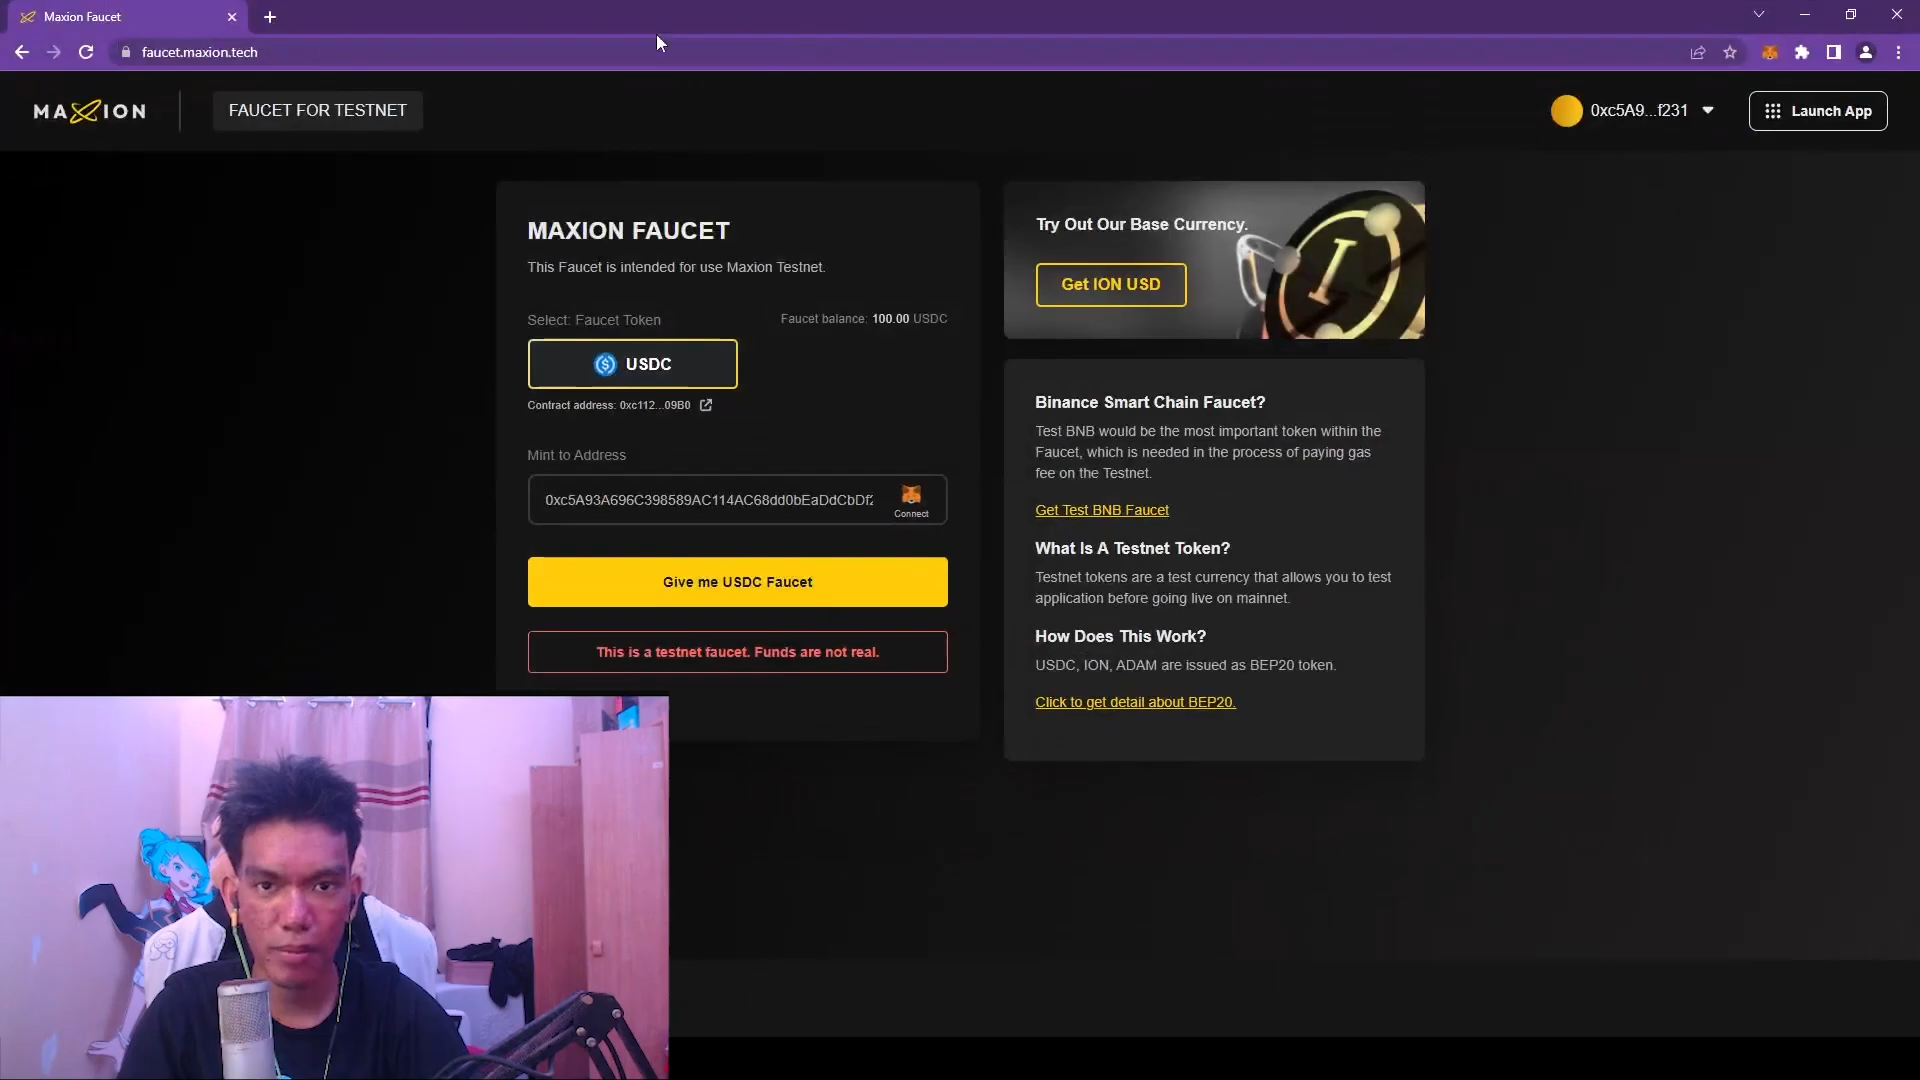 Maxion Faucet
faucet.maxion.tech
MAXION
FAUCET FOR TESTNET
0xc5A9...f231
Launch App
MAXION FAUCET
This Faucet is intended for use Maxion Testnet.
Select: Faucet Token
Faucet balance: 100.00 USDC
USDC
Contract address: 0xc112...09B0
Mint to Address
0xc5A93A696C398589AC114AC68dd0bEaDdCbDf2
Connect
Give me USDC Faucet
This is a testnet faucet. Funds are not real.
Try Out Our Base Currency.
Get ION USD
Binance Smart Chain Faucet?
Test BNB would be the most important token within the
Faucet, which is needed in the process of paying gas
fee on the Testnet.
Get Test BNB Faucet
What Is A Testnet Token?
Testnet tokens are a test currency that allows you to test
application before going live on mainnet.
How Does This Work?
USDC, ION, ADAM are issued as BEP20 token.
Click to get detail about BEP20.